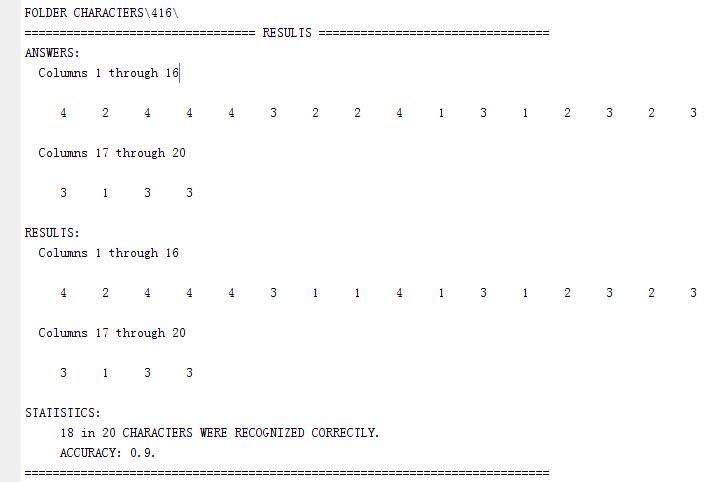 FOLDER CHARACTERS\416\
================================= RESULTS =================================
ANSWERS:
Columns 1 through 16
4 2 4 4 4 3 2 2 4 1 3 1 2 3 2 3
Columns 17 through 20
3 1 3 3
RESULTS:
Columns 1 through 16
4 2 4 4 4 3 1 1 4 1 3 1 2 3 2 3
Columns 17 through 20
3 1 3 3
STATISTICS:
18 in 20 CHARACTERS WERE RECOGNIZED CORRECTLY.
ACCURACY: 0.9.
===========================================================================